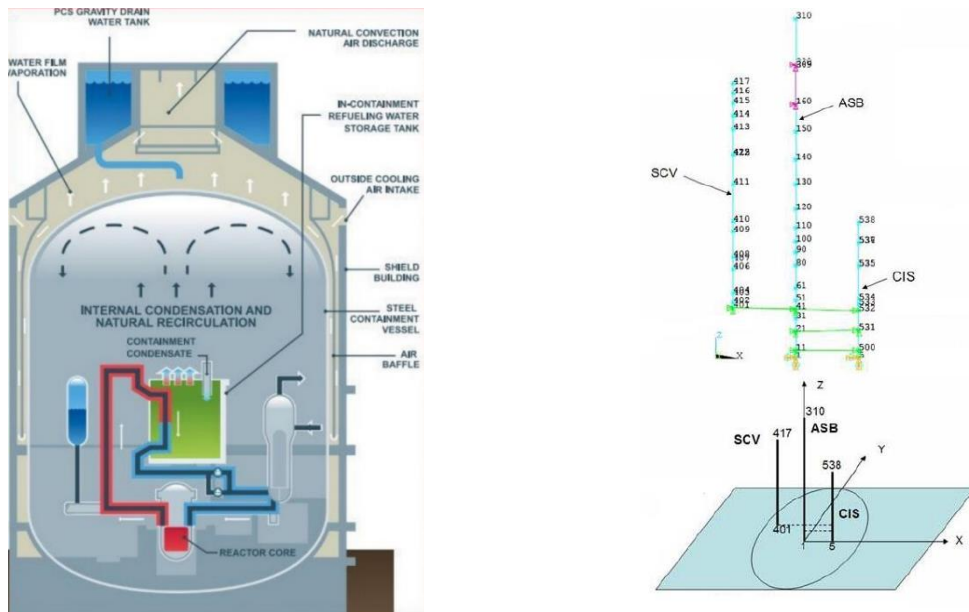 PCS GRAVITY DRAIN
WATER TANK
NATURAL CONVECTION
AIR DISCHARGE
WATER FILM
VAPORATION
IN-CONTAINMENT
REFUELING WATER
STORAGE TANK
OUTSIDE COOLING
AIR INTAKE
SHIELD
BUILDING
INTERNAL CONDENSATION AND
NATURAL RECIRCULATION
STEEL
CONTAINMENT
VESSEL
CONTAINMENT
CONDENSATE
AIR
BAFFLE
REACTOR CORE
310
417
416
415
160
ASB
414
413
150
140
SCV
411
130
120
410
409
110
538
100
90
535
406
80
CIS
61
51
534
401
41
532
31
21
531
11
500
Z
X
Z
310
SCV
ASB
417
Y
538
CIS
401
1
5
X